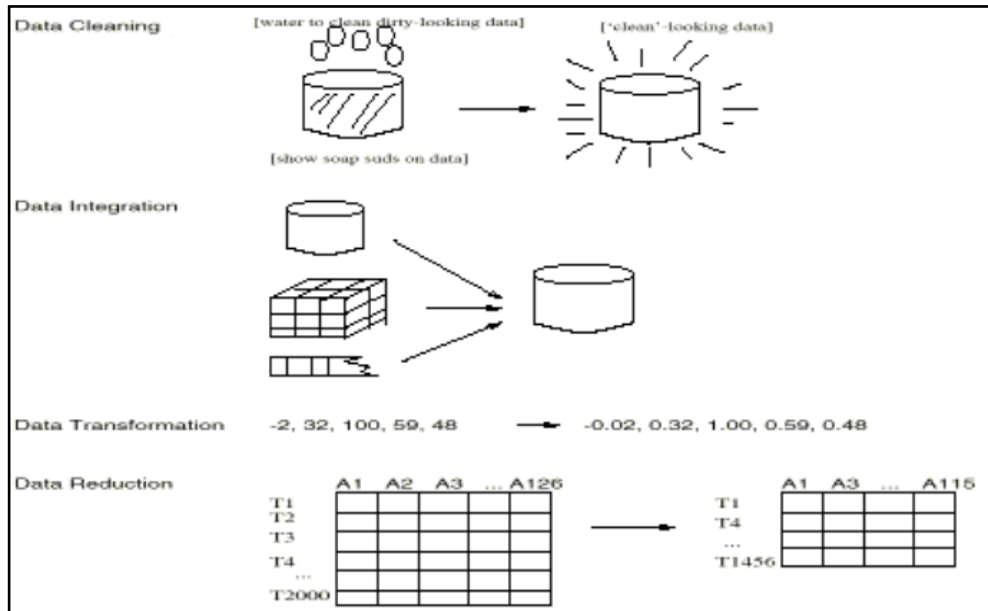 Data Cleaning
[water to clean dirty-looking data]
['clean'-looking data]
[show soap suds on data]
Data Integration
Data Transformation
-2, 32, 100, 59, 48
-0.02, 0.32, 1.00, 0.59, 0.48
Data Reduction
A1 A2 A3 ... A126
T1
T2
T3
T4
...
T2000
A1 A3 ... A115
T1
T4
...
T1456